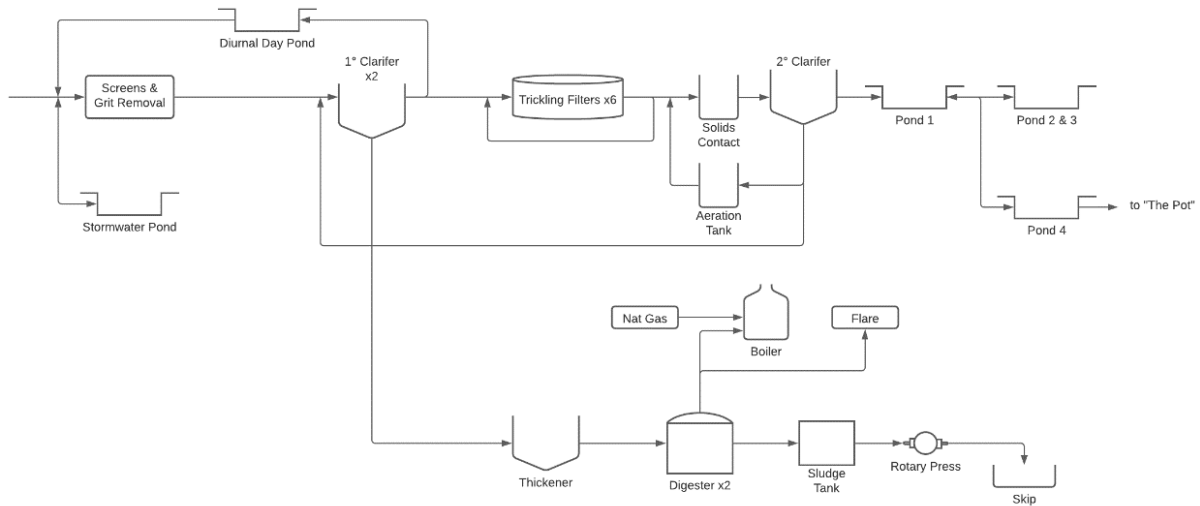 Diurnal Day Pond
1° Clarifer
x2
2° Clarifer
Screens &
Grit Removal
Trickling Filters x6
Solids
Contact
Pond 1
Pond 2 & 3
Stormwater Pond
Aeration
Tank
to "The Pot"
Pond 4
Nat Gas
Flare
Boiler
Thickener
Digester x2
Sludge
Tank
Rotary Press
Skip